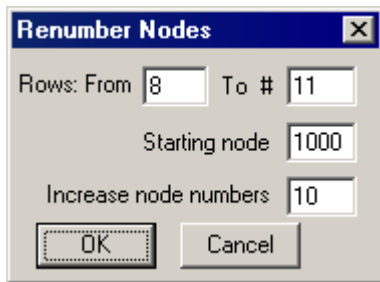 Renumber Nodes
Rows: From 8 To # 11
Starting node 1000
Increase node numbers 10
OK Cancel